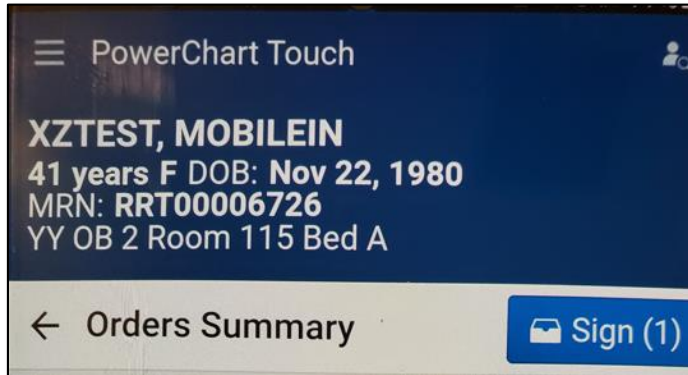 PowerChart Touch
XZTEST, MOBILEIN
41 years F DOB: Nov 22, 1980
MRN: RRT00006726
YY OB 2 Room 115 Bed A
Orders Summary
Sign (1)